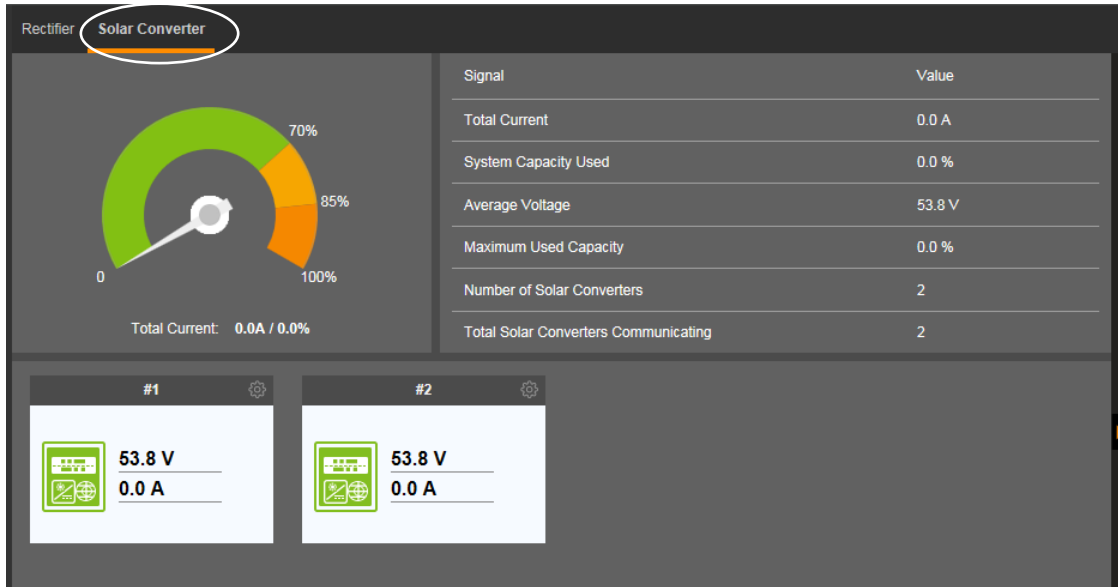 Rectifier Solar Converter
70%
85%
0
100%
Total Current: 0.0A / 0.0%
Signal Value
Total Current 0.0 A
System Capacity Used 0.0 %
Average Voltage 53.8 V
Maximum Used Capacity 0.0 %
Number of Solar Converters 2
Total Solar Converters Communicating 2
#1
53.8 V
0.0 A
#2
53.8 V
0.0 A